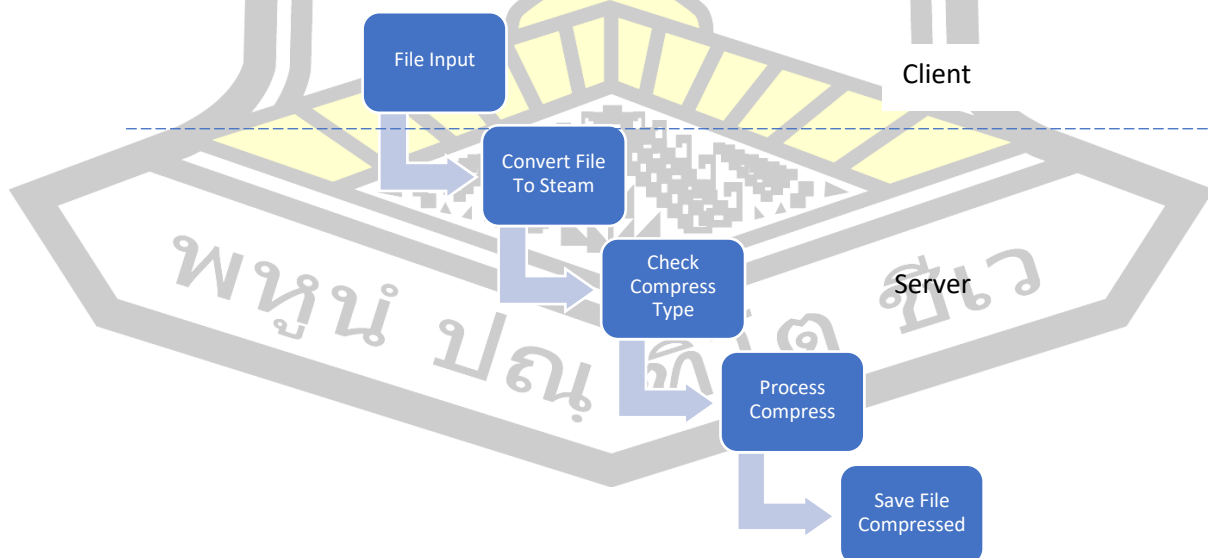 File Input
Client
Convert File
To Steam
Check
Compress
Type
Server
พหูนํ ปณฺ ชีเว
Process
Compress
Save File
Compressed